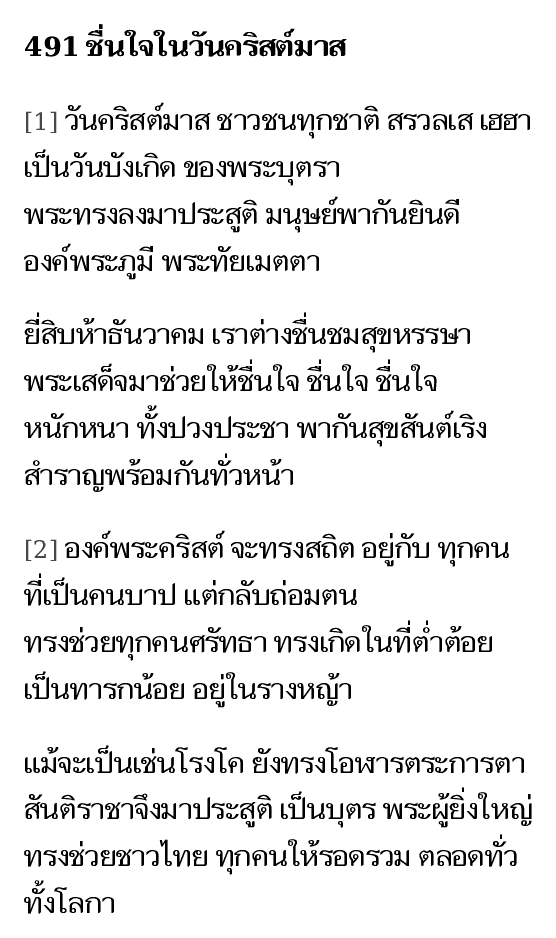 491 ชื่นใจในวันคริสต์มาส
[1] วันคริสต์มาส ชาวชนทุกชาติ สรวลเส เฮฮา
เป็นวันบังเกิด ของพระบุตรา
พระทรงลงมาประสูติ มนุษย์พากันยินดี
องค์พระภูมี พระทัยเมตตา
ยี่สิบห้าธันวาคม เราต่างชื่นชมสุขหรรษา
พระเสด็จมาช่วยให้ชื่นใจ ชื่นใจ ชื่นใจ
หนักหนา ทั้งปวงประชา พากันสุขสันต์เริง
สำราญพร้อมกันทั่วหน้า
[2] องค์พระคริสต์ จะทรงสถิต อยู่กับ ทุกคน
ที่เป็นคนบาป แต่กลับถ่อมตน
ทรงช่วยทุกคนศรัทธา ทรงเกิดในที่ต่ำต้อย
เป็นทารกน้อย อยู่ในรางหญ้า
แม้จะเป็นเช่นโรงโค ยังทรงโอฬารตระการตา
สันติราชาจึงมาประสูติ เป็นบุตร พระผู้ยิ่งใหญ่
ทรงช่วยชาวไทย ทุกคนให้รอดรวม ตลอดทั่ว
ทั้งโลกา